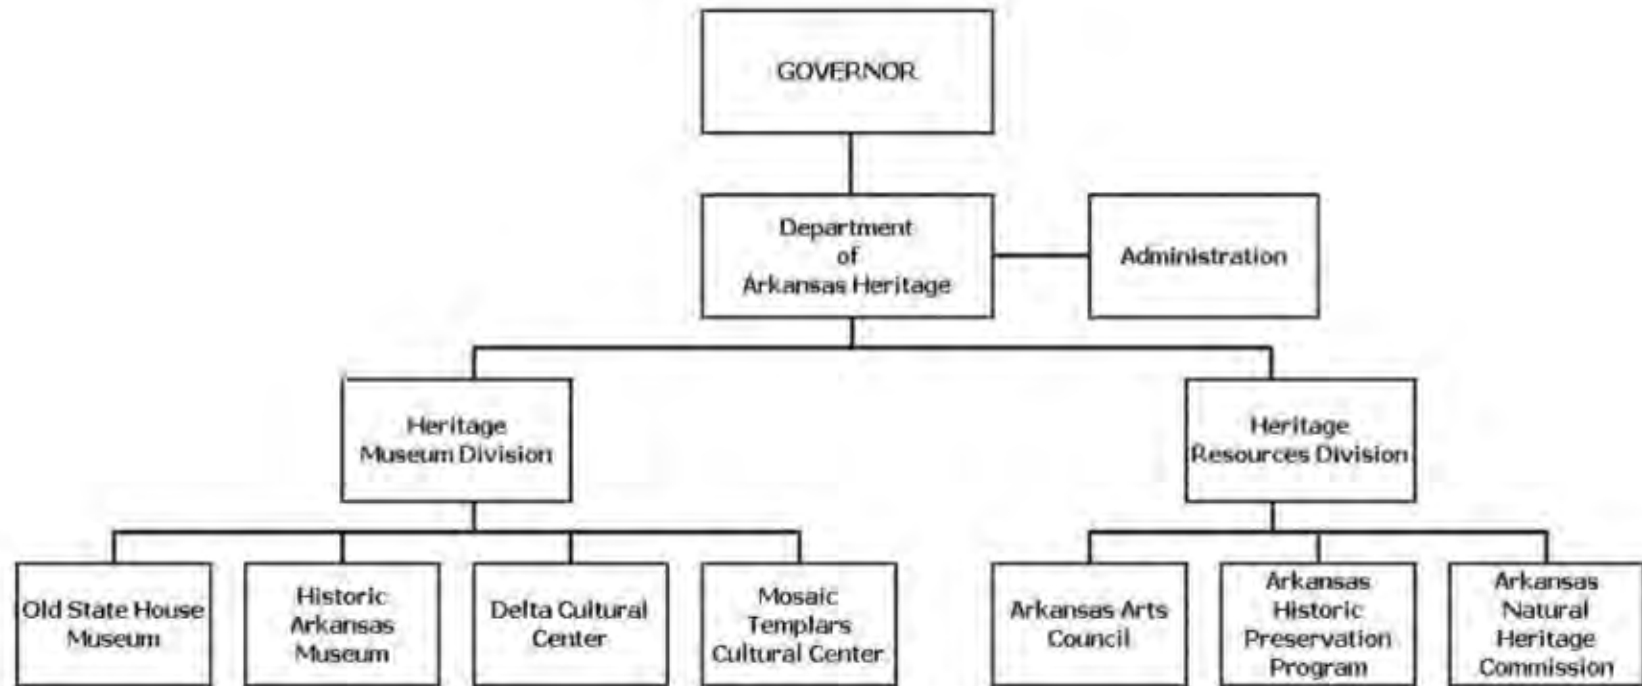 GOVERNOR
Department
of
Arkansas Heritage
Administration
Heritage
Museum Division
Heritage
Resources Division
Old State House
Museum
Historic
Arkansas
Museum
Delta Cultural
Center
Mosaic
Templars
Cultural Center
Arkansas Arts
Council
Arkansas
Historic
Preservation
Program
Arkansas
Natural
Heritage
Commission